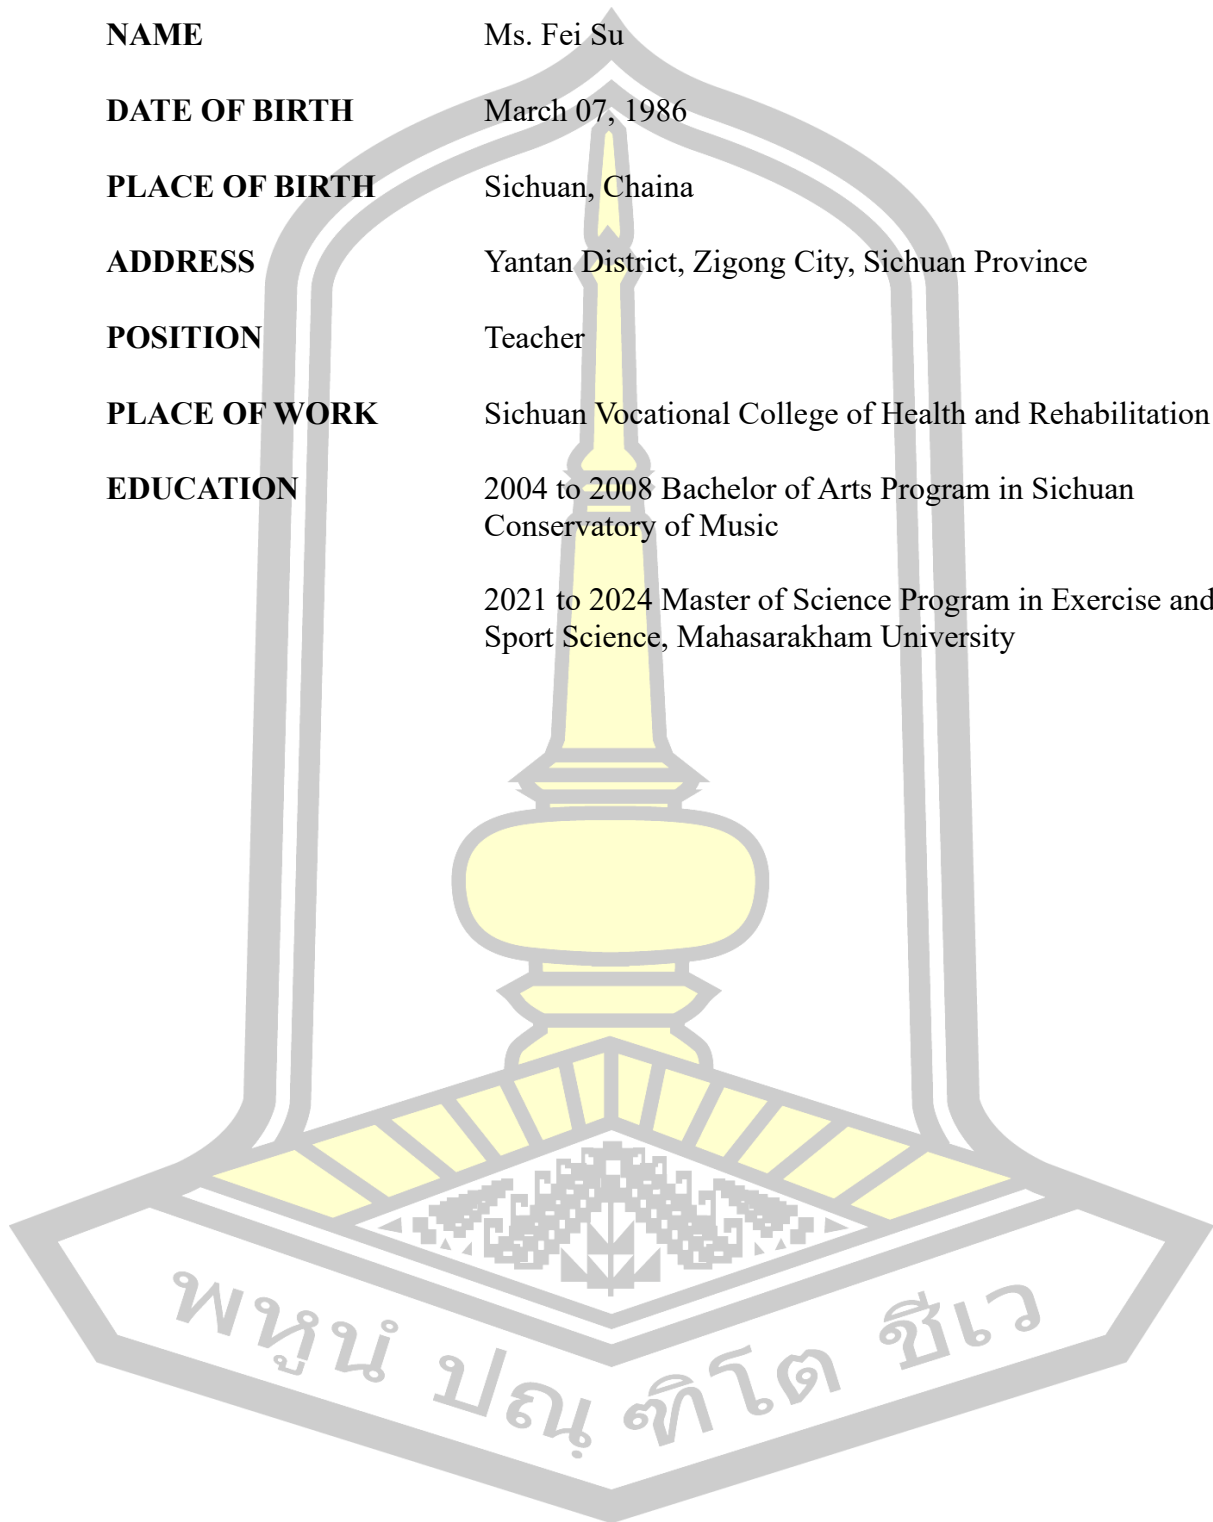 NAME Ms. Fei Su
DATE OF BIRTH March 07, 1986
PLACE OF BIRTH Sichuan, Chaina
ADDRESS Yantan District, Zigong City, Sichuan Province
POSITION Teacher
PLACE OF WORK Sichuan Vocational College of Health and Rehabilitation
EDUCATION 2004 to 2008 Bachelor of Arts Program in Sichuan
Conservatory of Music
2021 to 2024 Master of Science Program in Exercise and
Sport Science, Mahasarakham University
พหูนํ ปณฺ ฑิโต ชีเว